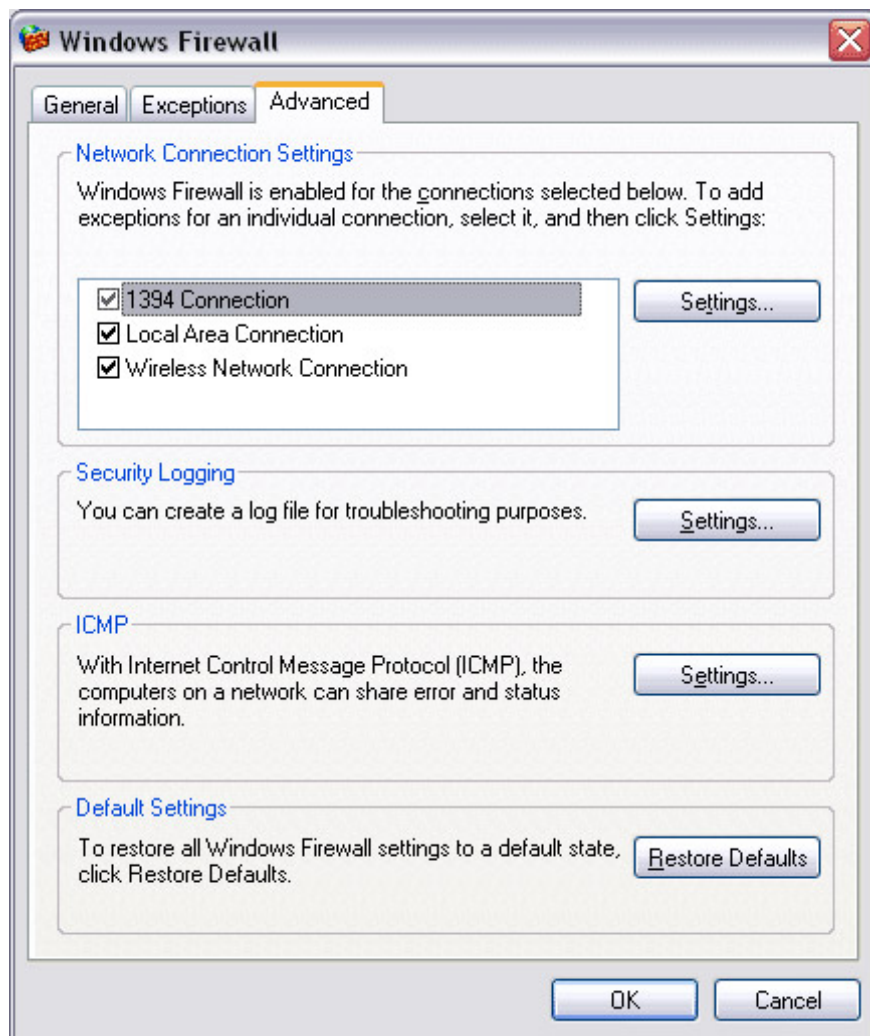 Windows Firewall
General Exceptions Advanced
Network Connection Settings
Windows Firewall is enabled for the connections selected below. To add
exceptions for an individual connection, select it, and then click Settings:
1394 Connection
Settings...
Local Area Connection
Wireless Network Connection
Security Logging
You can create a log file for troubleshooting purposes.
Settings...
ICMP
With Internet Control Message Protocol (ICMP), the
computers on a network can share error and status
information.
Settings...
Default Settings
To restore all Windows Firewall settings to a default state,
click Restore Defaults.
Restore Defaults
OK Cancel